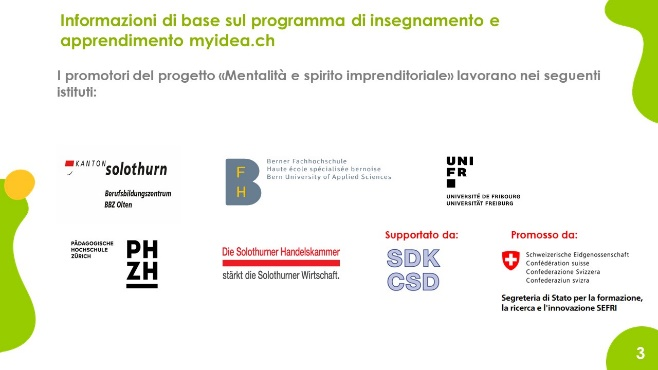 Informazioni di base sul programma di insegnamento e
apprendimento myidea.ch
I promotori del progetto «Mentalità e spirito imprenditoriale» lavorano nei seguenti
istituti:
KANTON solothurn
Berufsbildungszentrum
BBZ Olten
B
F
H
Berner Fachhochschule
Haute école spécialisée bernoise
Bern University of Applied Sciences
UNI
FR
UNIVERSITÉ DE FRIBOURG
UNIVERSITÄT FREIBURG
PÄDAGOGISCHE
HOCHSCHULE
ZÜRICH
PH
ZH
Die Solothurner Handelskammer
stärkt die Solothurner Wirtschaft.
Supportato da:
SDK
CSD
Promosso da:
Schweizerische Eidgenossenschaft
Confédération suisse
Confederazione Svizzera
Confederaziun svizra
Segreteria di Stato per la formazione,
la ricerca e l'innovazione SEFRI
3